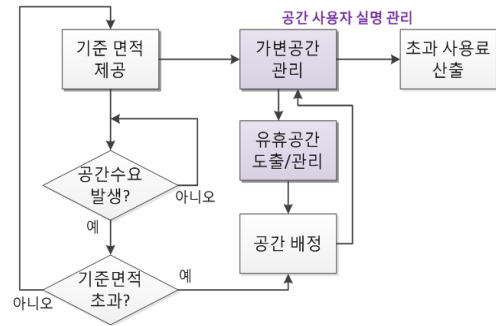 공간 사용자 실명 관리
기준 면적
제공
가변공간
관리
초과 사용료
산출
공간수요
발생?
아니오
예
유휴공간
도출/관리
공간 배정
기준면적
초과?
예
아니오